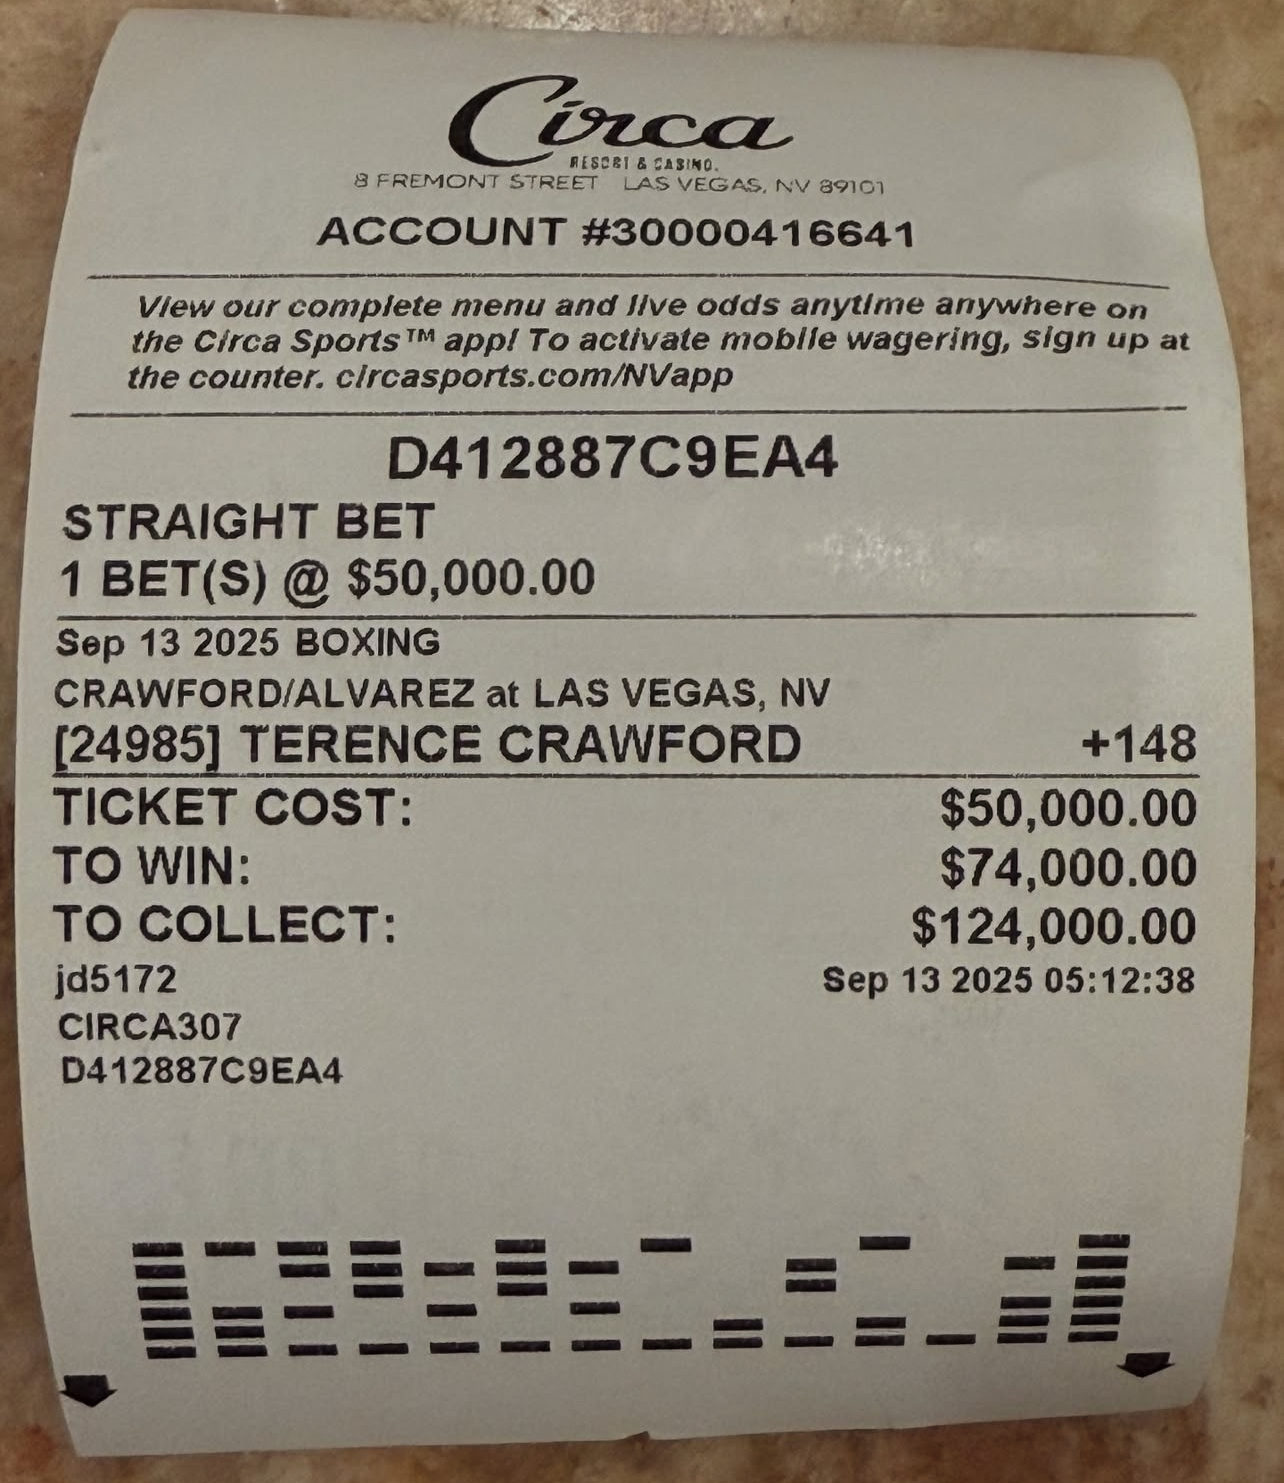 Circa
RESORT & CASINO.
8 FREMONT STREET LAS VEGAS, NV 89101
ACCOUNT #30000416641
View our complete menu and live odds anytime anywhere on
the Circa Sports™ app! To activate mobile wagering, sign up at
the counter. circasports.com/NVapp
D412887C9EA4
STRAIGHT BET
1 BET(S) @ $50,000.00
Sep 13 2025 BOXING
CRAWFORD/ALVAREZ at LAS VEGAS, NV
[24985] TERENCE CRAWFORD +148
TICKET COST: $50,000.00
TO WIN: $74,000.00
TO COLLECT: $124,000.00
jd5172 Sep 13 2025 05:12:38
CIRCA307
D412887C9EA4